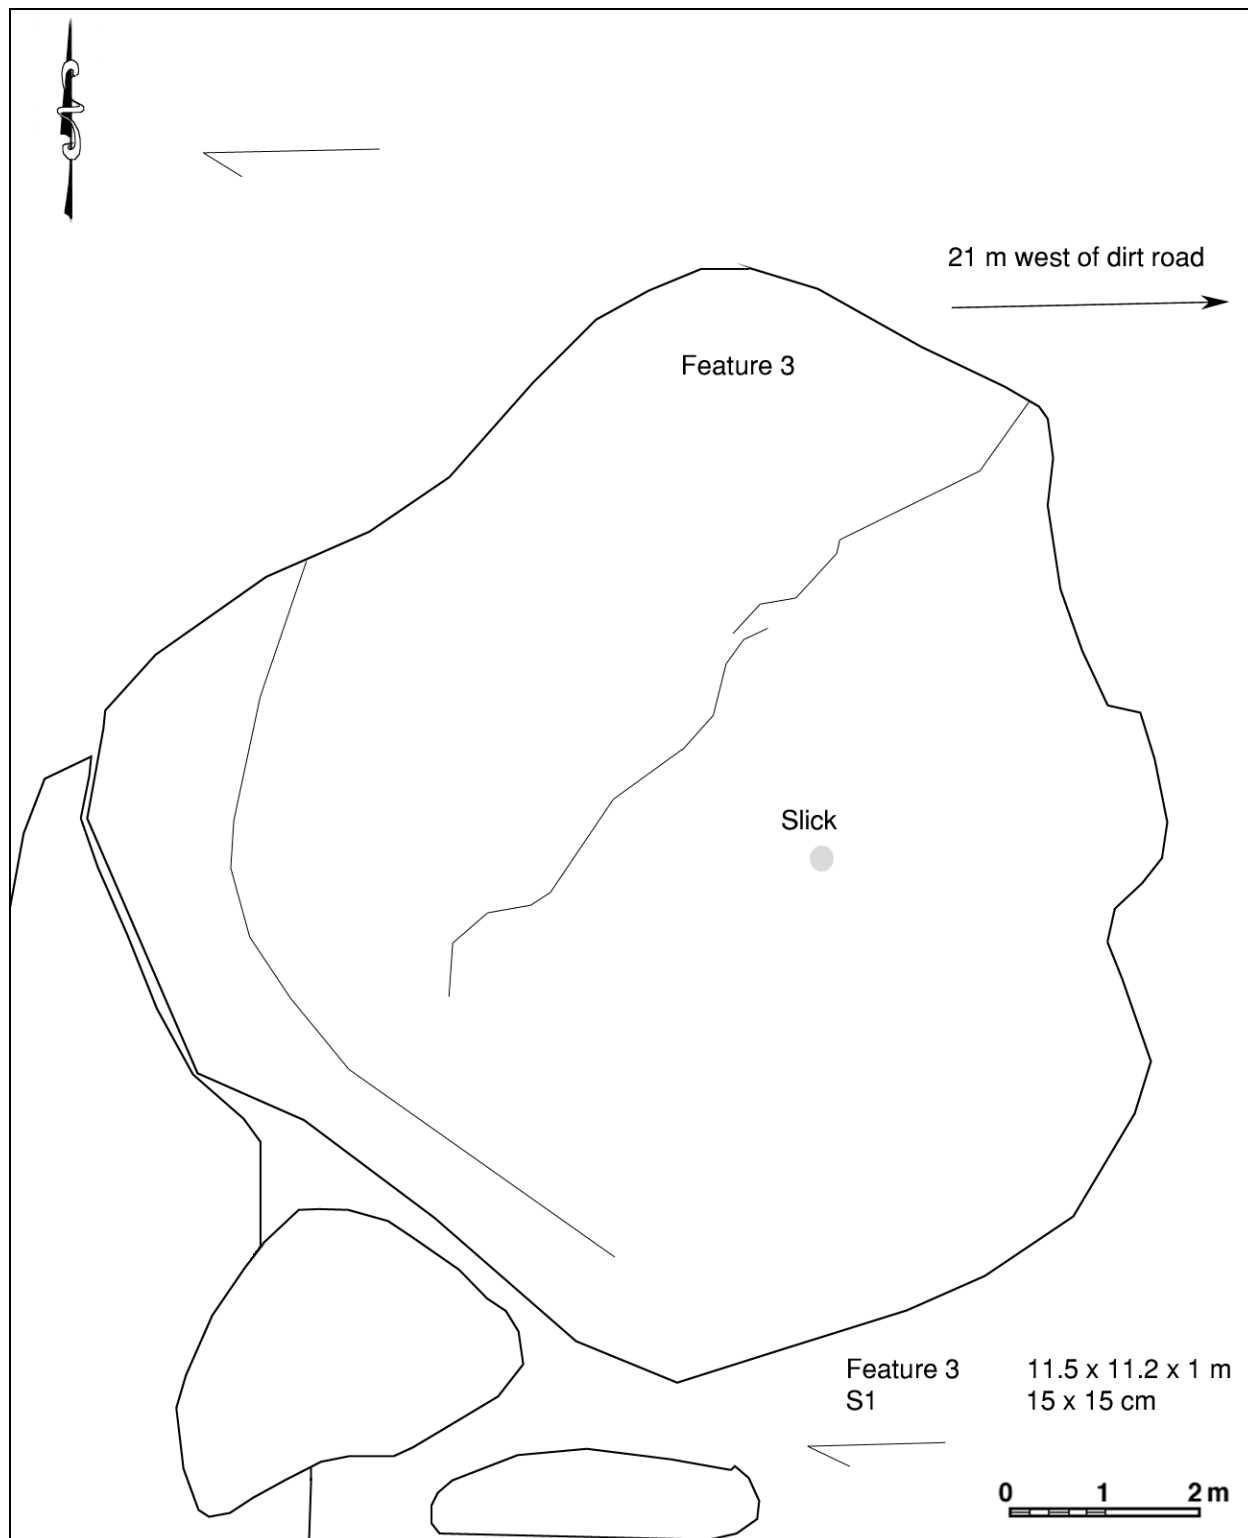 21 m west of dirt road
Feature 3
Slick
Feature 3 11.5 x 11.2 x 1 m
S1 15 x 15 cm
0 1 2 m